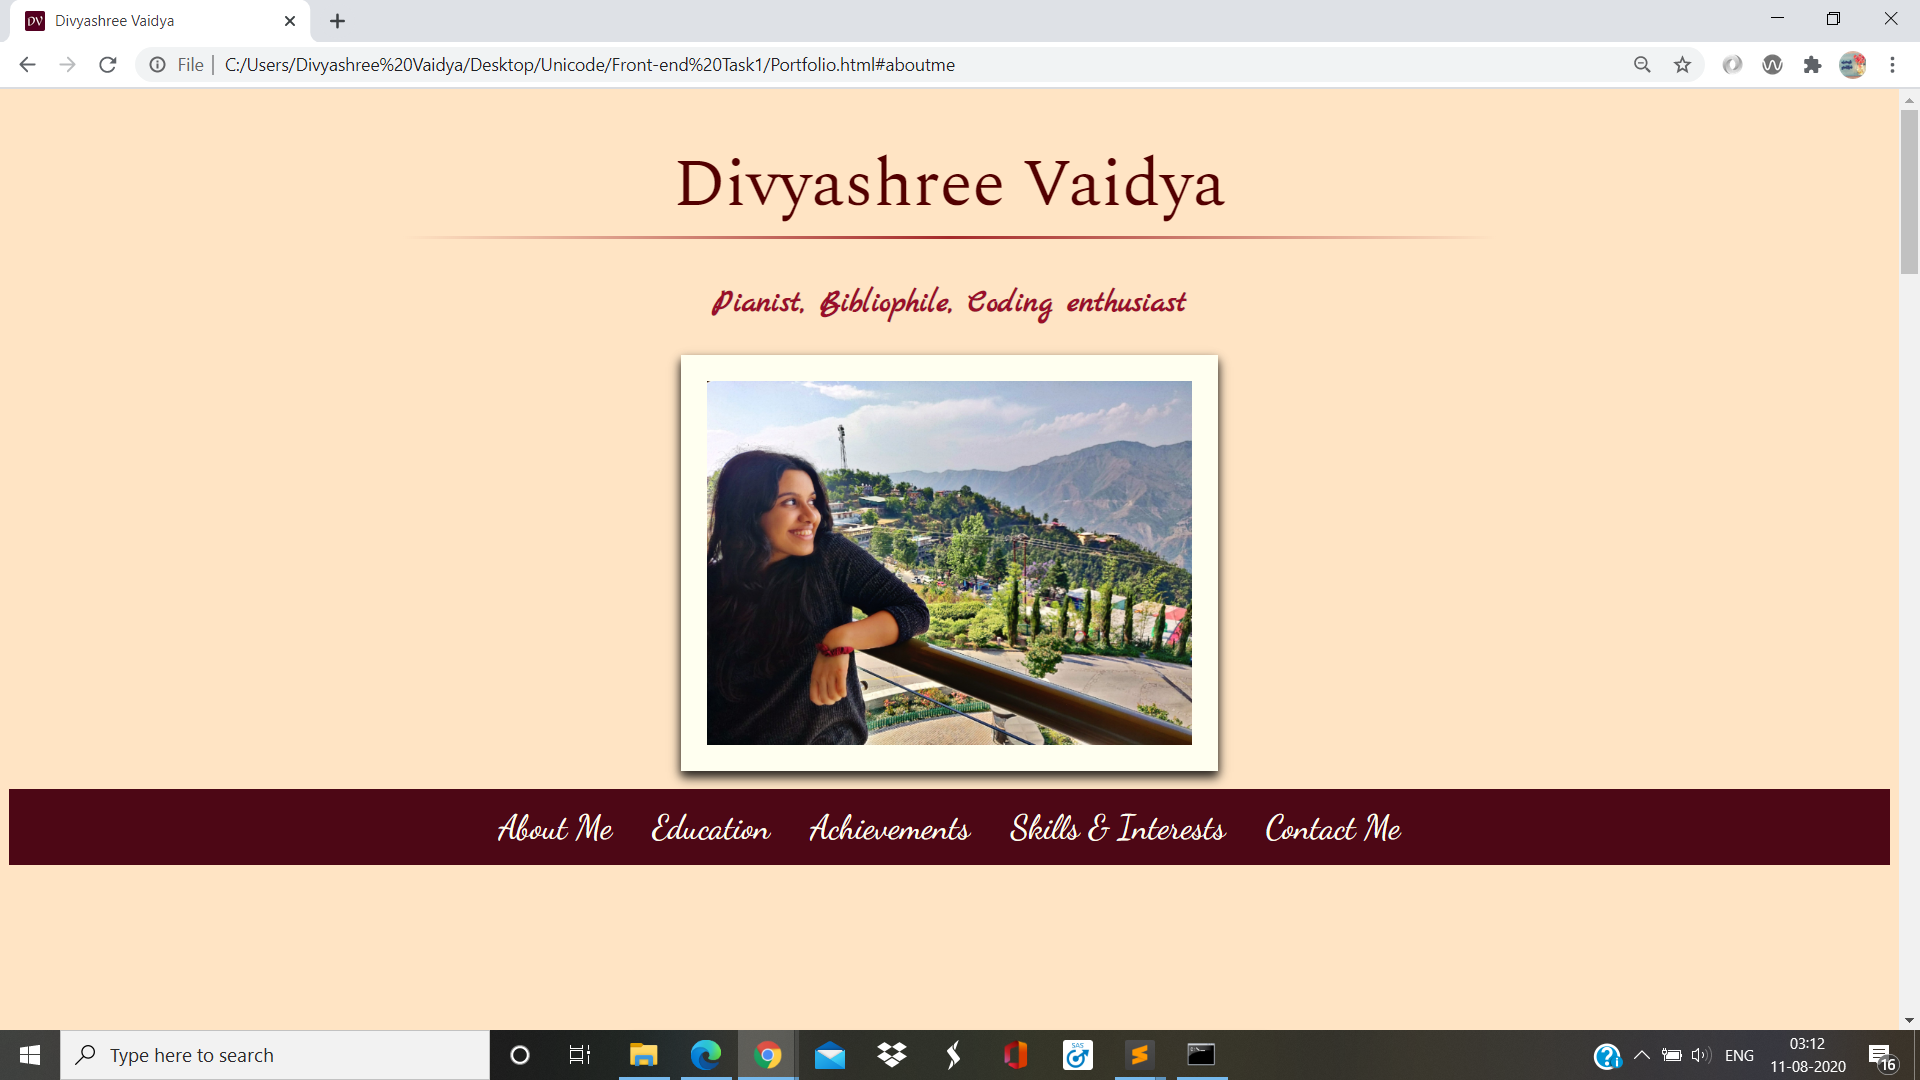 DV Divyashree Vaidya
File | C:/Users/Divyashree%20Vaidya/Desktop/Unicode/Front-end%20Task1/Portfolio.html#aboutme
Divyashree Vaidya
Pianist, Bibliophile, Coding enthusiast
About Me Education Achievements Skills & Interests Contact Me
Type here to search
SAS
ENG
03:12
11-08-2020
16